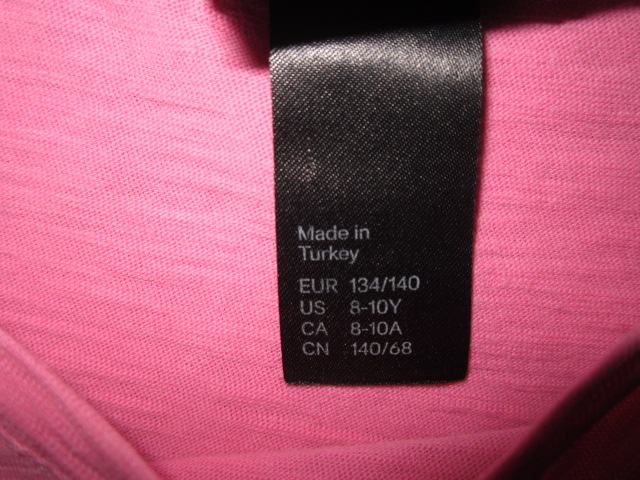 Made in
Turkey
EUR 134/140
US 8-10Y
CA 8-10A
CN 140/68